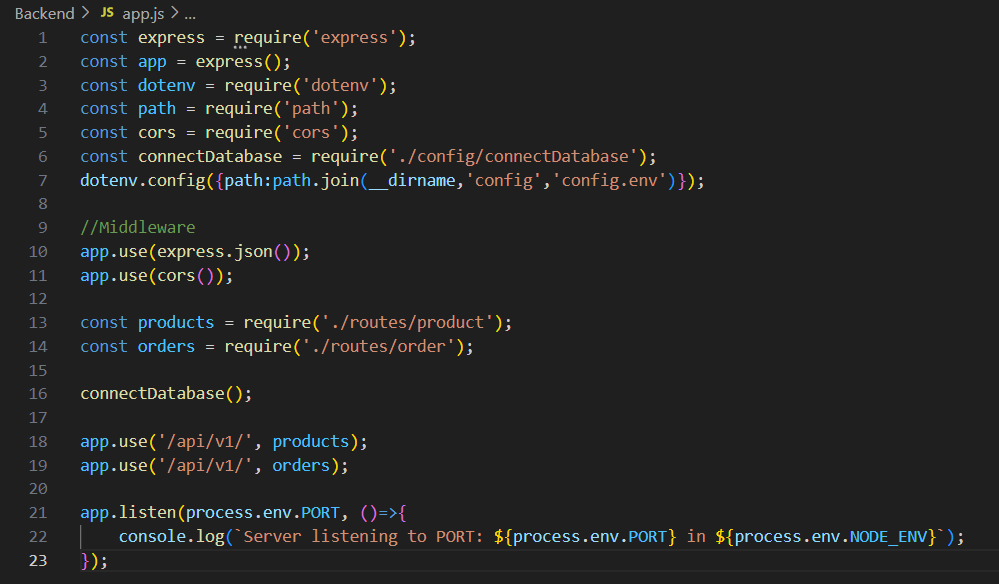 Backend > JS app.js > ...
1 const express = require('express');
2 const app = express();
3 const dotenv = require('dotenv');
4 const path = require('path');
5 const cors = require('cors');
6 const connectDatabase = require('./config/connectDatabase');
7 dotenv.config({path:path.join(__dirname,'config','config.env')});
8
9 //Middleware
10 app.use(express.json());
11 app.use(cors());
12
13 const products = require('./routes/product');
14 const orders = require('./routes/order');
15
16 connectDatabase();
17
18 app.use('/api/v1/', products);
19 app.use('/api/v1/', orders);
20
21 app.listen(process.env.PORT, ()=>{
22     console.log(`Server listening to PORT: ${process.env.PORT} in ${process.env.NODE_ENV}`);
23 });